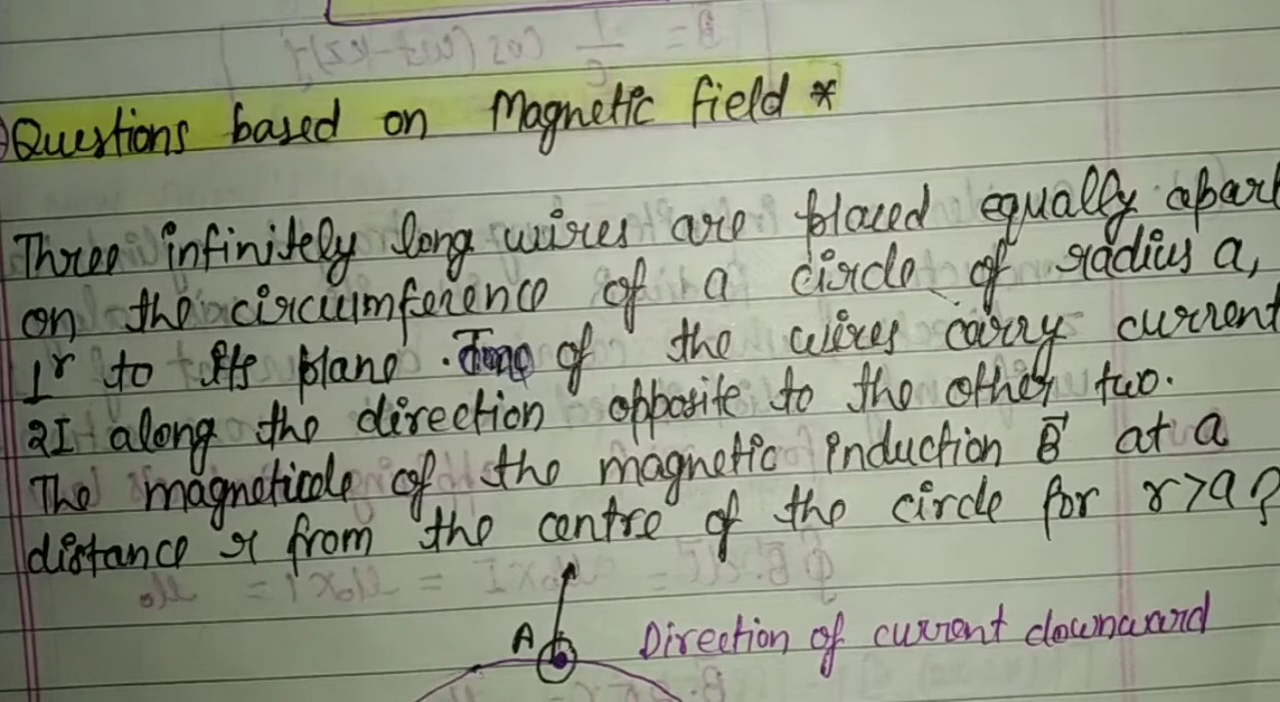 Questions based on Magnetic field *
Three infinitely long wires are placed equally apart
on the circumference of a circle of radius a,
⊥r to its plane. of the wires carry current
2I along the direction opposite to the other two.
The magneticde of the magnetic induction B⃗ at a
distance r from the centre of the circle for r>a?
A
Direction of current downward